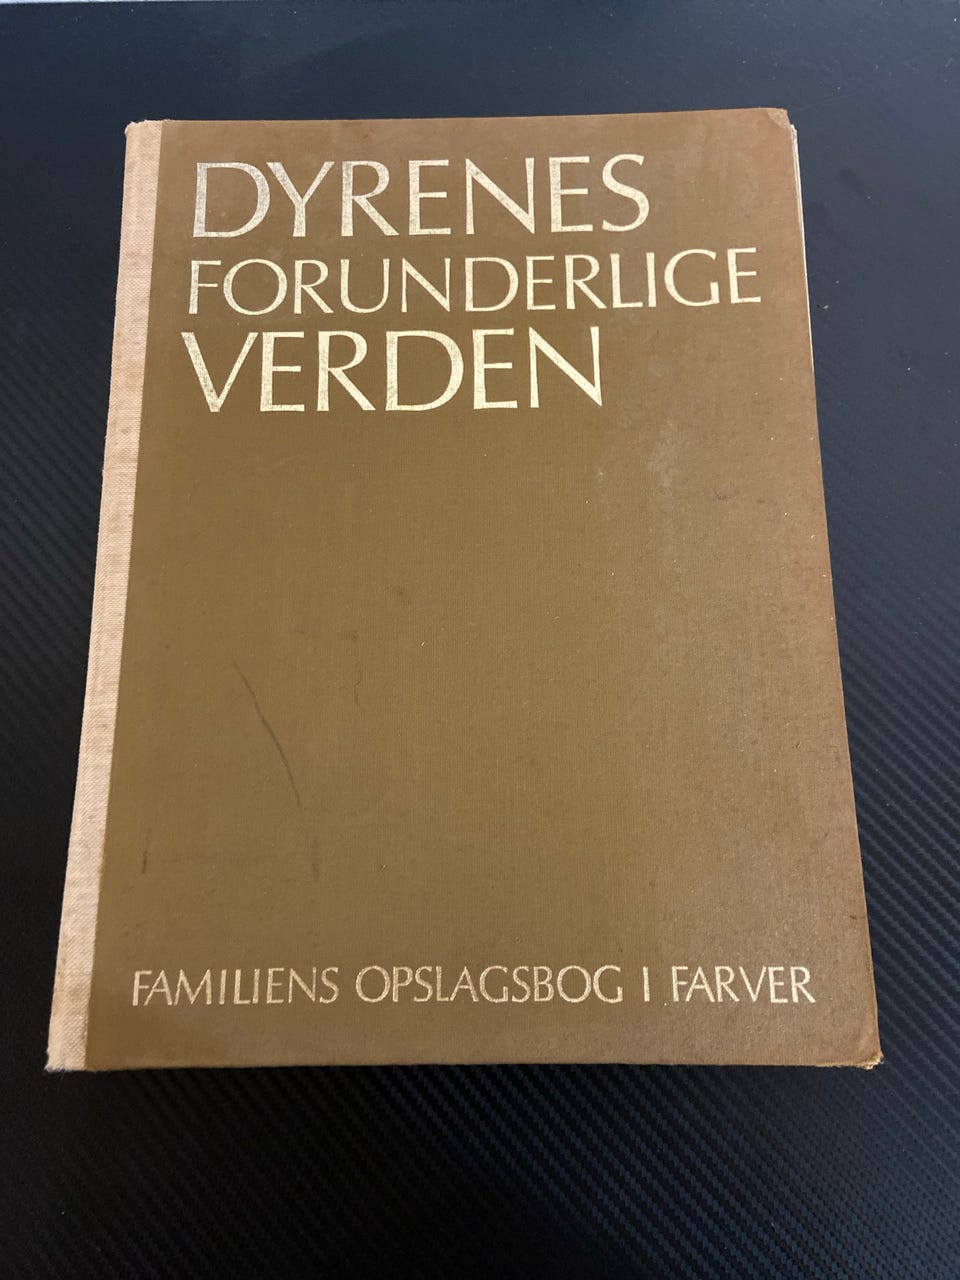 DYRENES
FORUNDERLIGE
VERDEN
FAMILIENS OPSLAGSBOG I FARVER